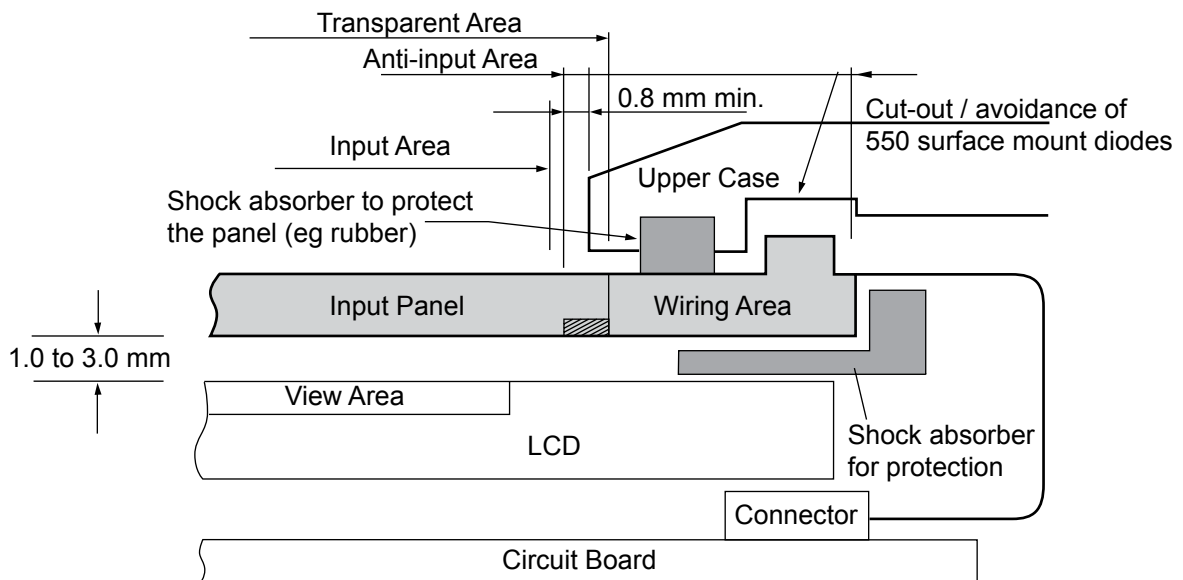 Transparent Area
Anti-input Area
0.8 mm min.
Cut-out / avoidance of
550 surface mount diodes
Input Area
Upper Case
Shock absorber to protect
the panel (eg rubber)
Input Panel
Wiring Area
1.0 to 3.0 mm
View Area
LCD
Shock absorber
for protection
Connector
Circuit Board